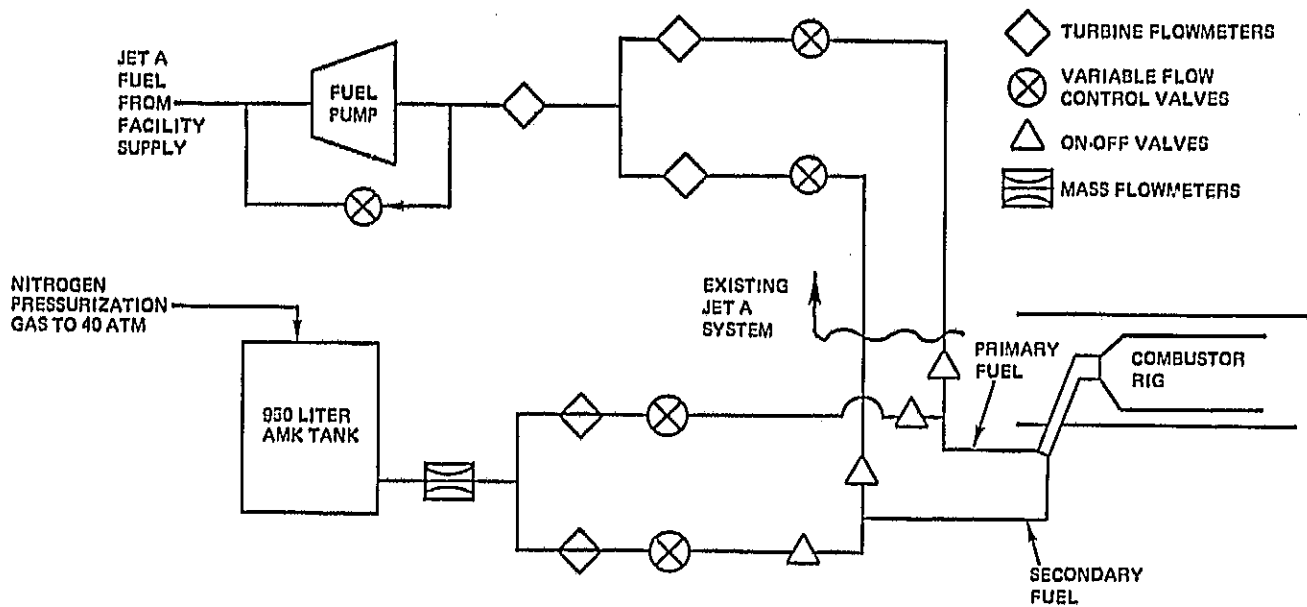 JET A
FUEL
FROM
FACILITY
SUPPLY
FUEL
PUMP
TURBINE FLOWMETERS
VARIABLE FLOW
CONTROL VALVES
ON-OFF VALVES
MASS FLOWMETERS
NITROGEN
PRESSURIZATION
GAS TO 40 ATM
950 LITER
AMK TANK
EXISTING
JET A
SYSTEM
PRIMARY
FUEL
COMBUSTOR
RIG
SECONDARY
FUEL